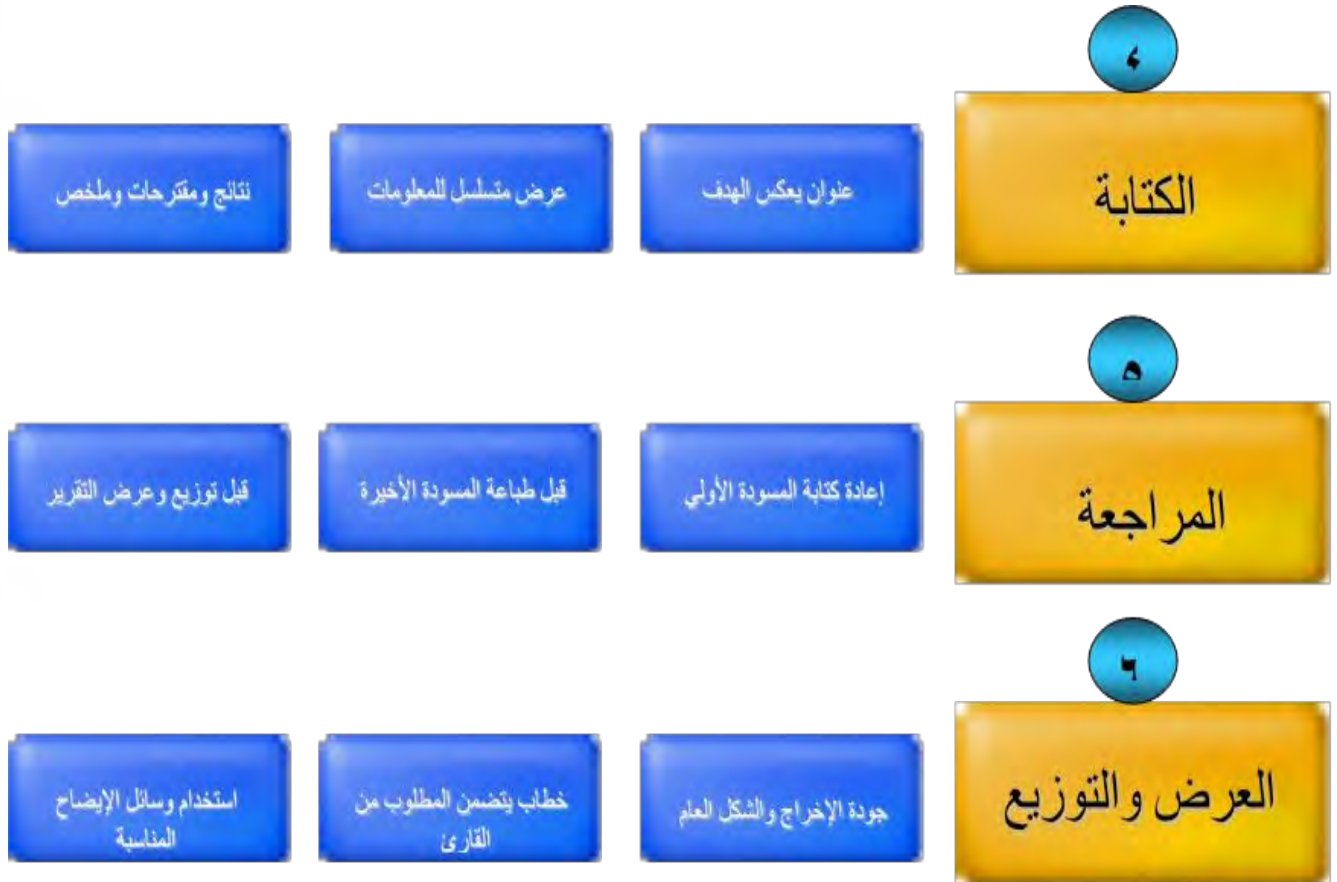 ٤
الكتابة
عنوان يعكس الهدف
عرض متسلسل للمعلومات
نتائج ومقترحات وملخص
٥
المراجعة
إعادة كتابة المسودة الأولي
قبل طباعة المسودة الأخيرة
قبل توزيع وعرض التقرير
٦
العرض والتوزيع
جودة الإخراج والشكل العام
خطاب يتضمن المطلوب من
القارئ
استخدام وسائل الإيضاح
المناسبة